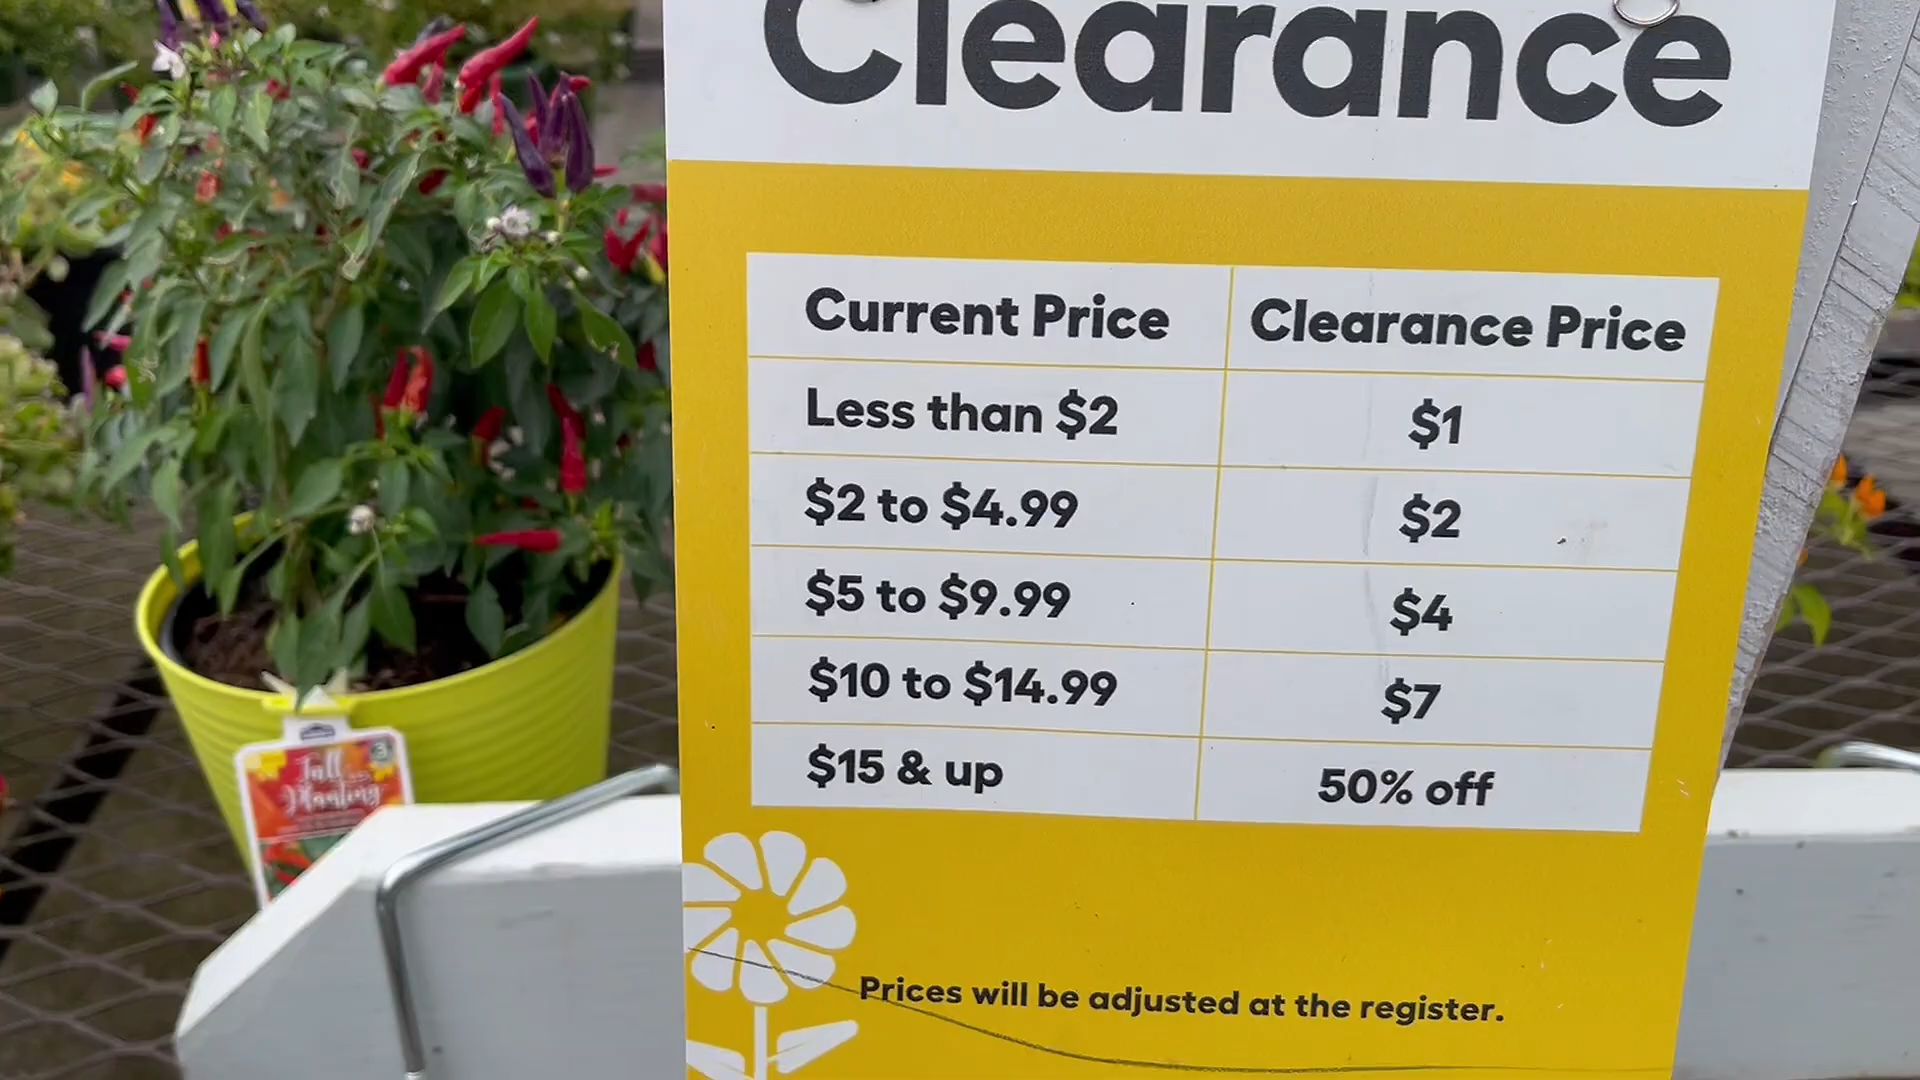 Clearance
Current Price Clearance Price
Less than $2 $1
$2 to $4.99 $2
$5 to $9.99 $4
$10 to $14.99 $7
$15 & up 50% off
Prices will be adjusted at the register.
Fall
Planting